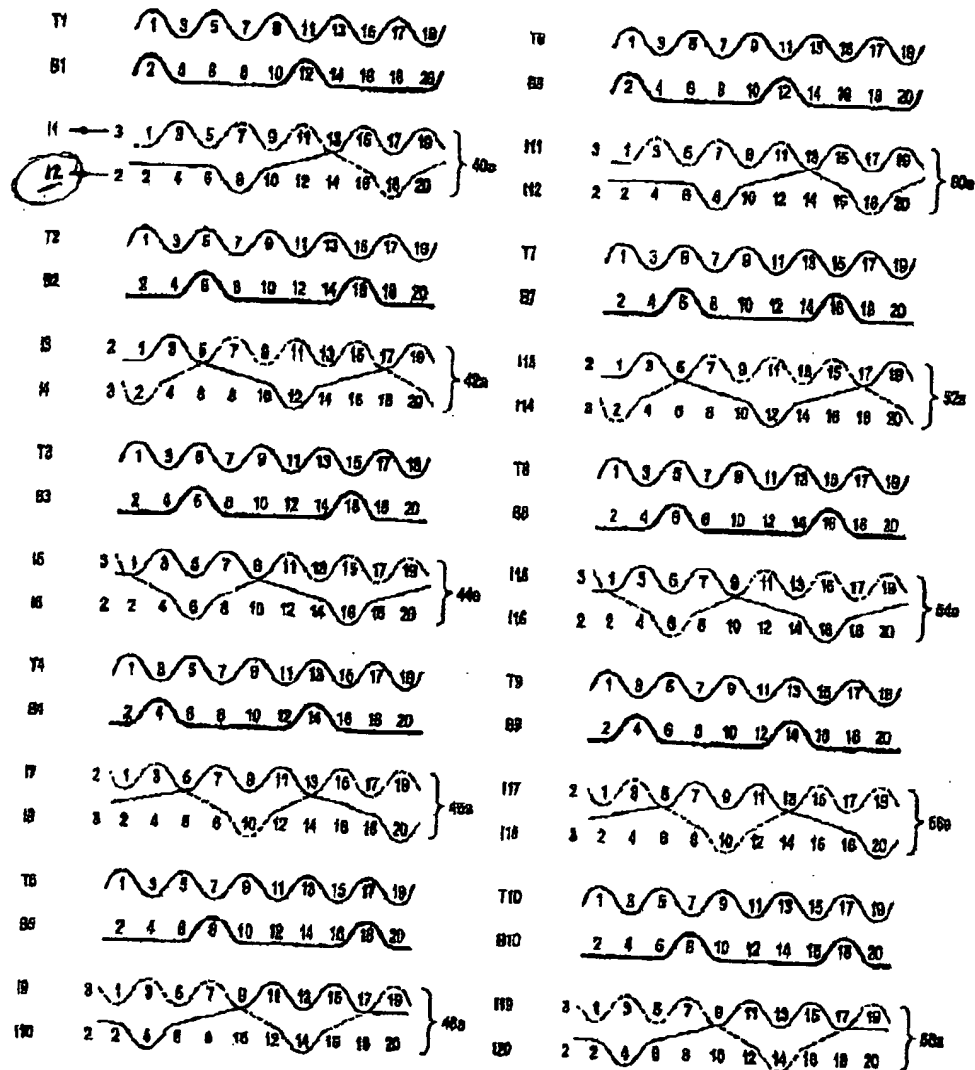 T1 1 3 5 7 9 11 13 15 17 19
B1 2 4 6 8 10 12 14 16 18 20
I1 3 1 3 5 7 9 11 13 15 17 19
I2 2 2 4 6 8 10 12 14 16 18 20
40a
T2 1 3 5 7 9 11 13 15 17 19
B2 2 4 6 8 10 12 14 16 18 20
I3 2 1 3 5 7 9 11 13 15 17 19
I4 3 2 4 6 8 10 12 14 16 18 20
42a
T3 1 3 5 7 9 11 13 15 17 19
B3 2 4 6 8 10 12 14 16 18 20
I5 3 1 3 5 7 9 11 13 15 17 19
I6 2 2 4 6 8 10 12 14 16 18 20
44a
T4 1 3 5 7 9 11 13 15 17 19
B4 2 4 6 8 10 12 14 16 18 20
I7 2 1 3 5 7 9 11 13 15 17 19
I8 3 2 4 6 8 10 12 14 16 18 20
46a
T5 1 3 5 7 9 11 13 15 17 19
B5 2 4 6 8 10 12 14 16 18 20
I9 3 1 3 5 7 9 11 13 15 17 19
I10 2 2 4 6 8 10 12 14 16 18 20
48a
T6 1 3 5 7 9 11 13 15 17 19
B6 2 4 6 8 10 12 14 16 18 20
I11 3 1 3 5 7 9 11 13 15 17 19
I12 2 2 4 6 8 10 12 14 16 18 20
50a
T7 1 3 5 7 9 11 13 15 17 19
B7 2 4 6 8 10 12 14 16 18 20
I13 2 1 3 5 7 9 11 13 15 17 19
I14 3 2 4 6 8 10 12 14 16 18 20
52a
T8 1 3 5 7 9 11 13 15 17 19
B8 2 4 6 8 10 12 14 16 18 20
I15 3 1 3 5 7 9 11 13 15 17 19
I16 2 2 4 6 8 10 12 14 16 18 20
54a
T9 1 3 5 7 9 11 13 15 17 19
B9 2 4 6 8 10 12 14 16 18 20
I17 2 1 3 5 7 9 11 13 15 17 19
I18 3 2 4 6 8 10 12 14 16 18 20
56a
T10 1 3 5 7 9 11 13 15 17 19
B10 2 4 6 8 10 12 14 16 18 20
I19 3 1 3 5 7 9 11 13 15 17 19
I20 2 2 4 6 8 10 12 14 16 18 20
58a